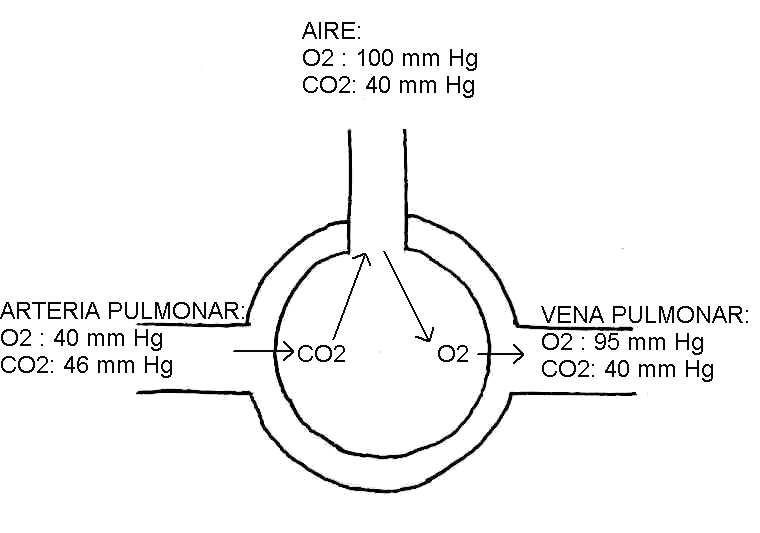 AIRE:
O2 : 100 mm Hg
CO2: 40 mm Hg
ARTERIA PULMONAR:
O2 : 40 mm Hg
CO2: 46 mm Hg
CO2
O2
VENA PULMONAR:
O2 : 95 mm Hg
CO2: 40 mm Hg